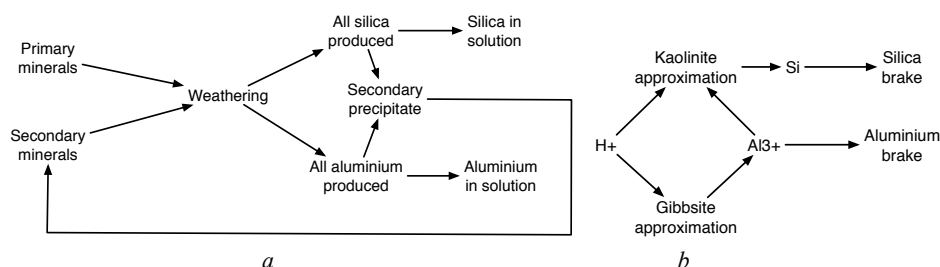 All silica
produced
Silica in
solution
Primary
minerals
Weathering
Secondary
precipitate
Secondary
minerals
All aluminium
produced
Aluminium
in solution
a
Kaolinite
approximation
Si
Silica
brake
H+
Al3+
Aluminium
brake
Gibbsite
approximation
b